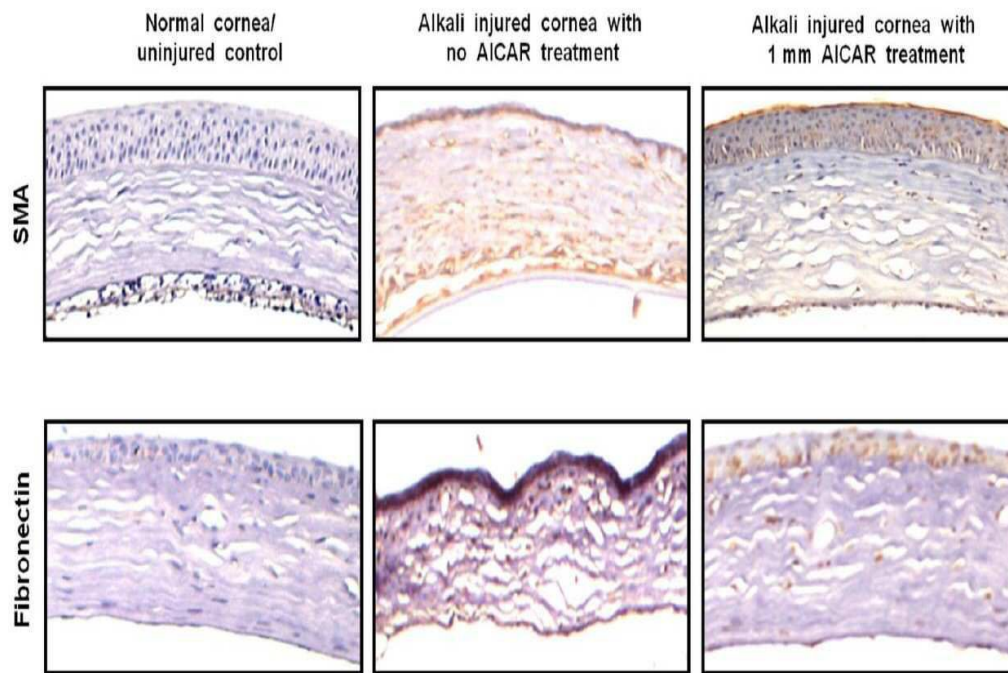 Normal cornea/
uninjured control
Alkali injured cornea with
no AICAR treatment
Alkali injured cornea with
1 mm AICAR treatment
SMA
Fibronectin